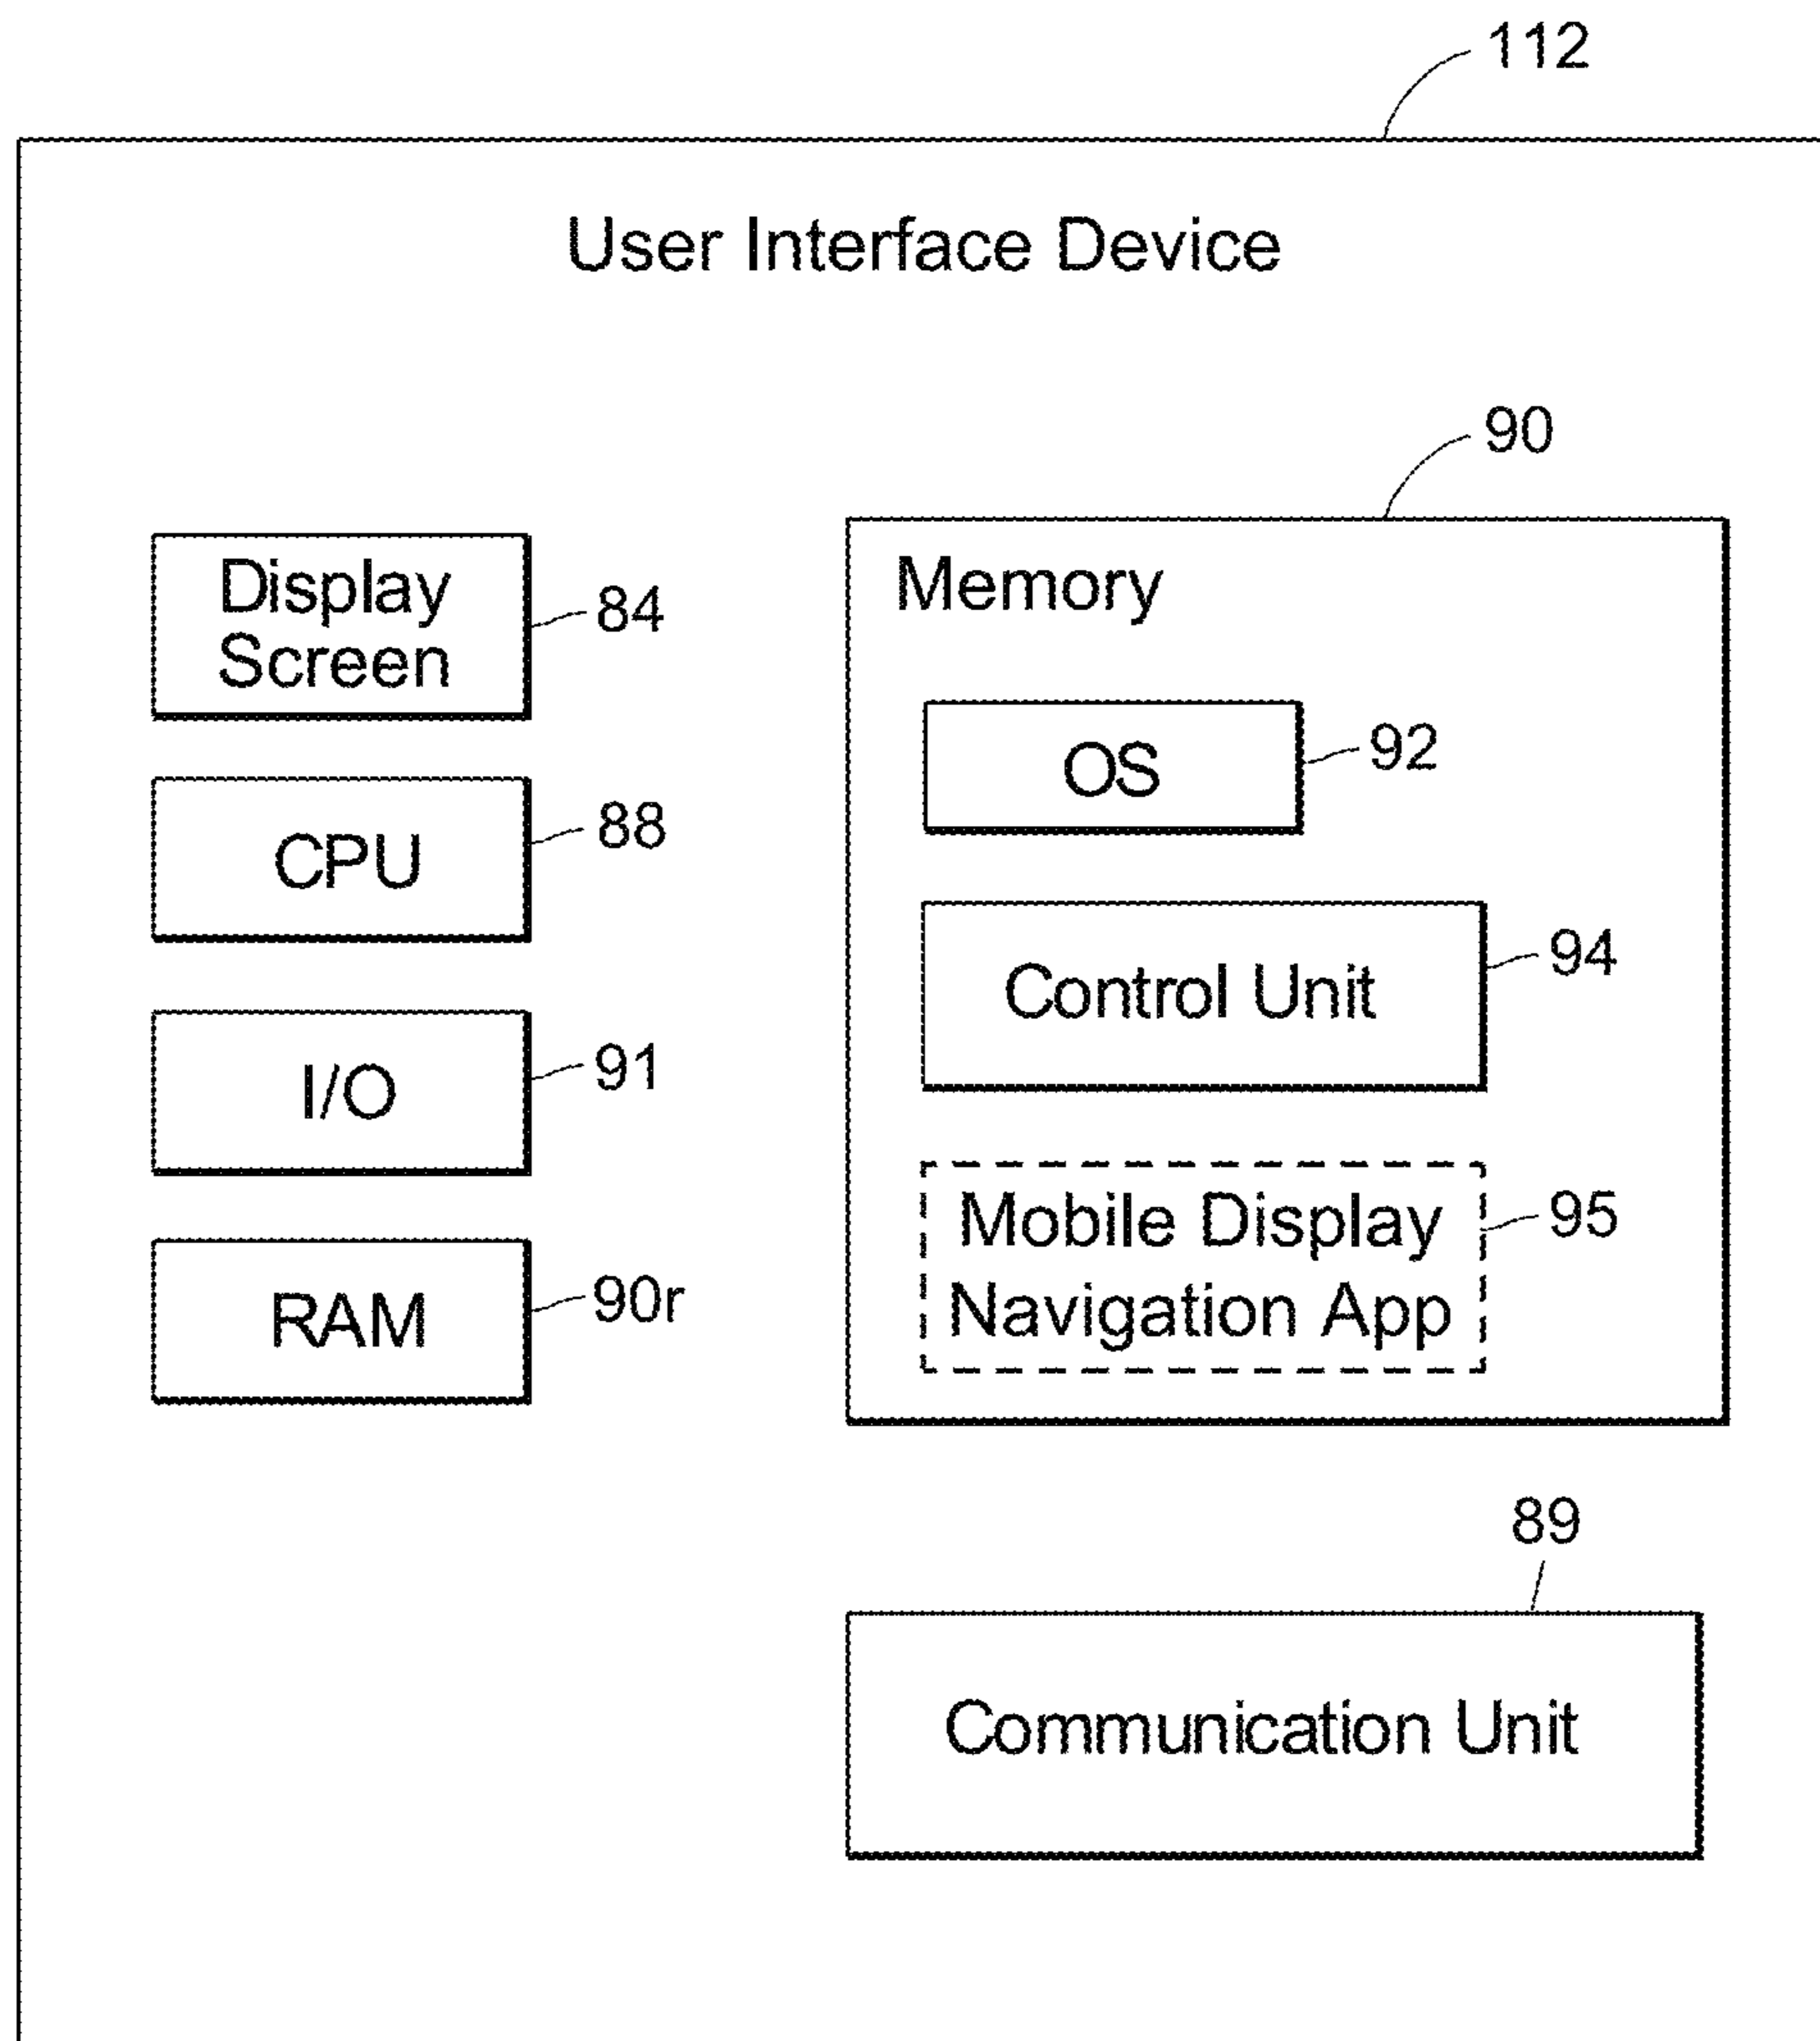 112
User Interface Device
90
Display
Screen
84
CPU
88
I/O
91
RAM
90r
Memory
OS
92
Control Unit
94
Mobile Display
Navigation App
95
89
Communication Unit